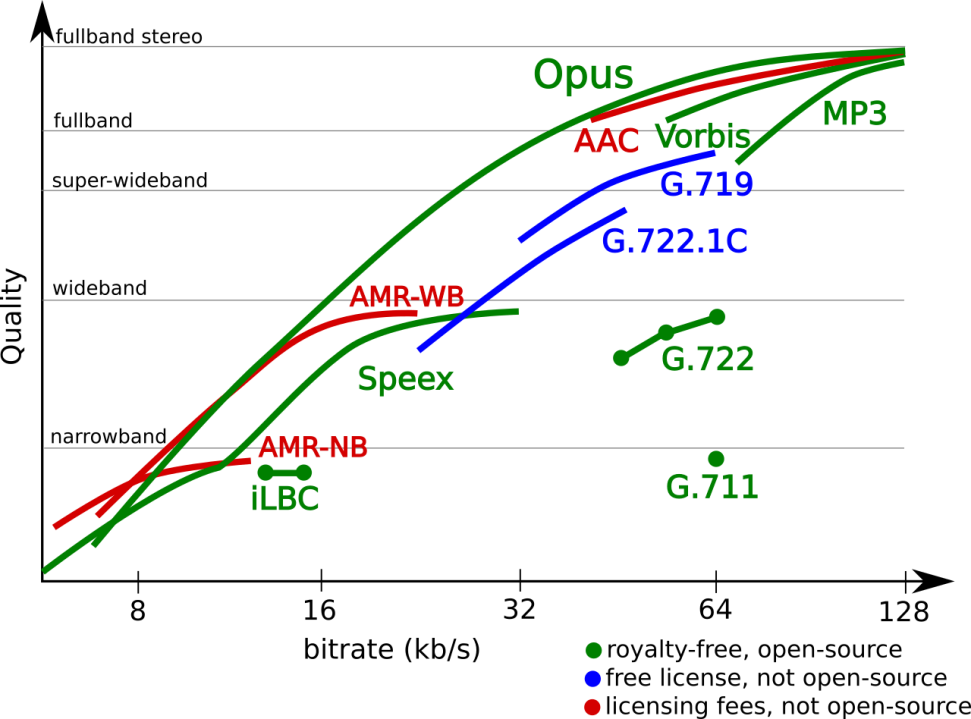 fullband stereo
Opus
MP3
fullband
AAC
Vorbis
super-wideband
G.719
G.722.1C
wideband
AMR-WB
G.722
Speex
narrowband
AMR-NB
iLBC
G.711
Quality
8
16
32
64
128
bitrate (kb/s)
royalty-free, open-source
free license, not open-source
licensing fees, not open-source